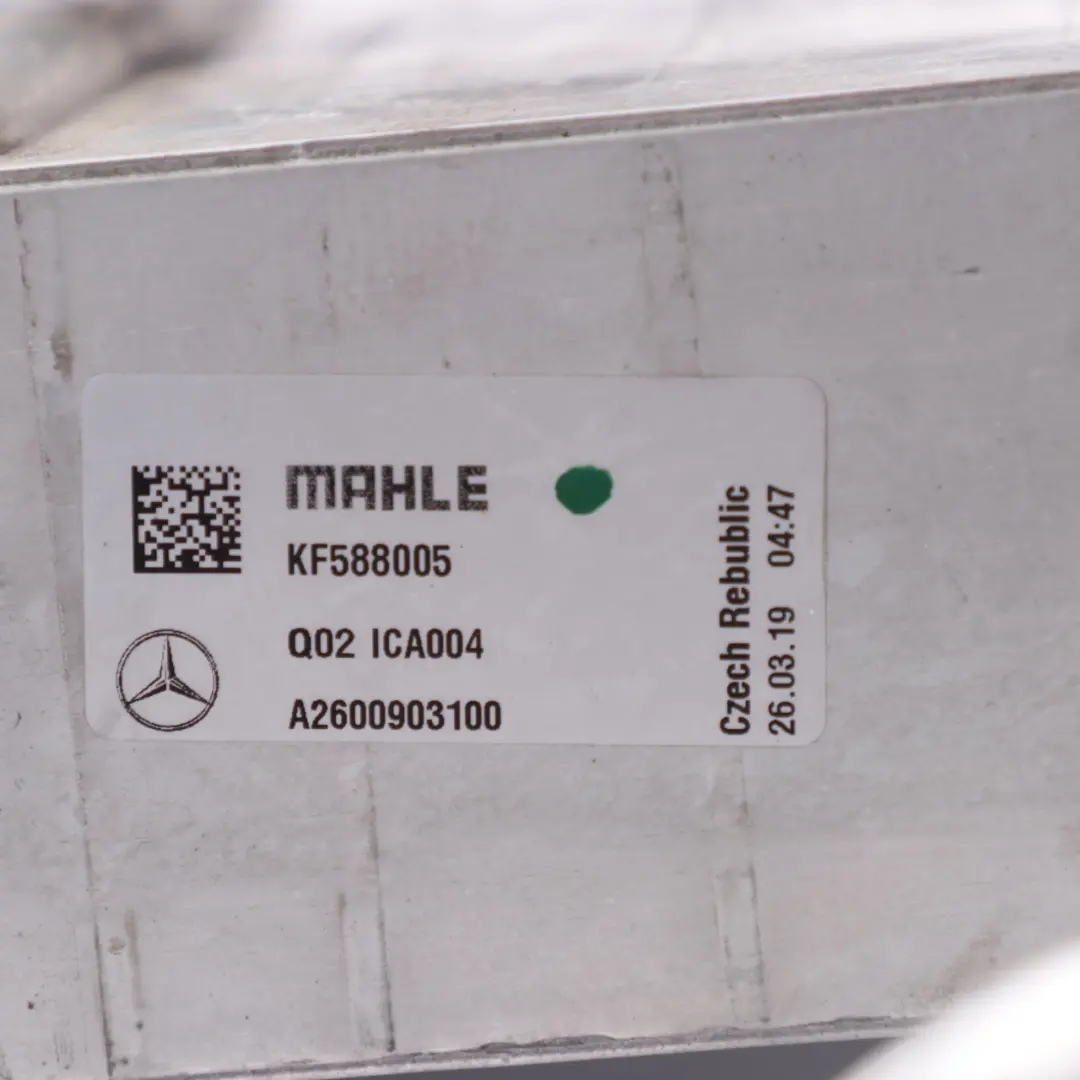 MAHLE
KF588005
Q02 ICA004
A2600903100
Czech Rebublic
26.03.19 04:47